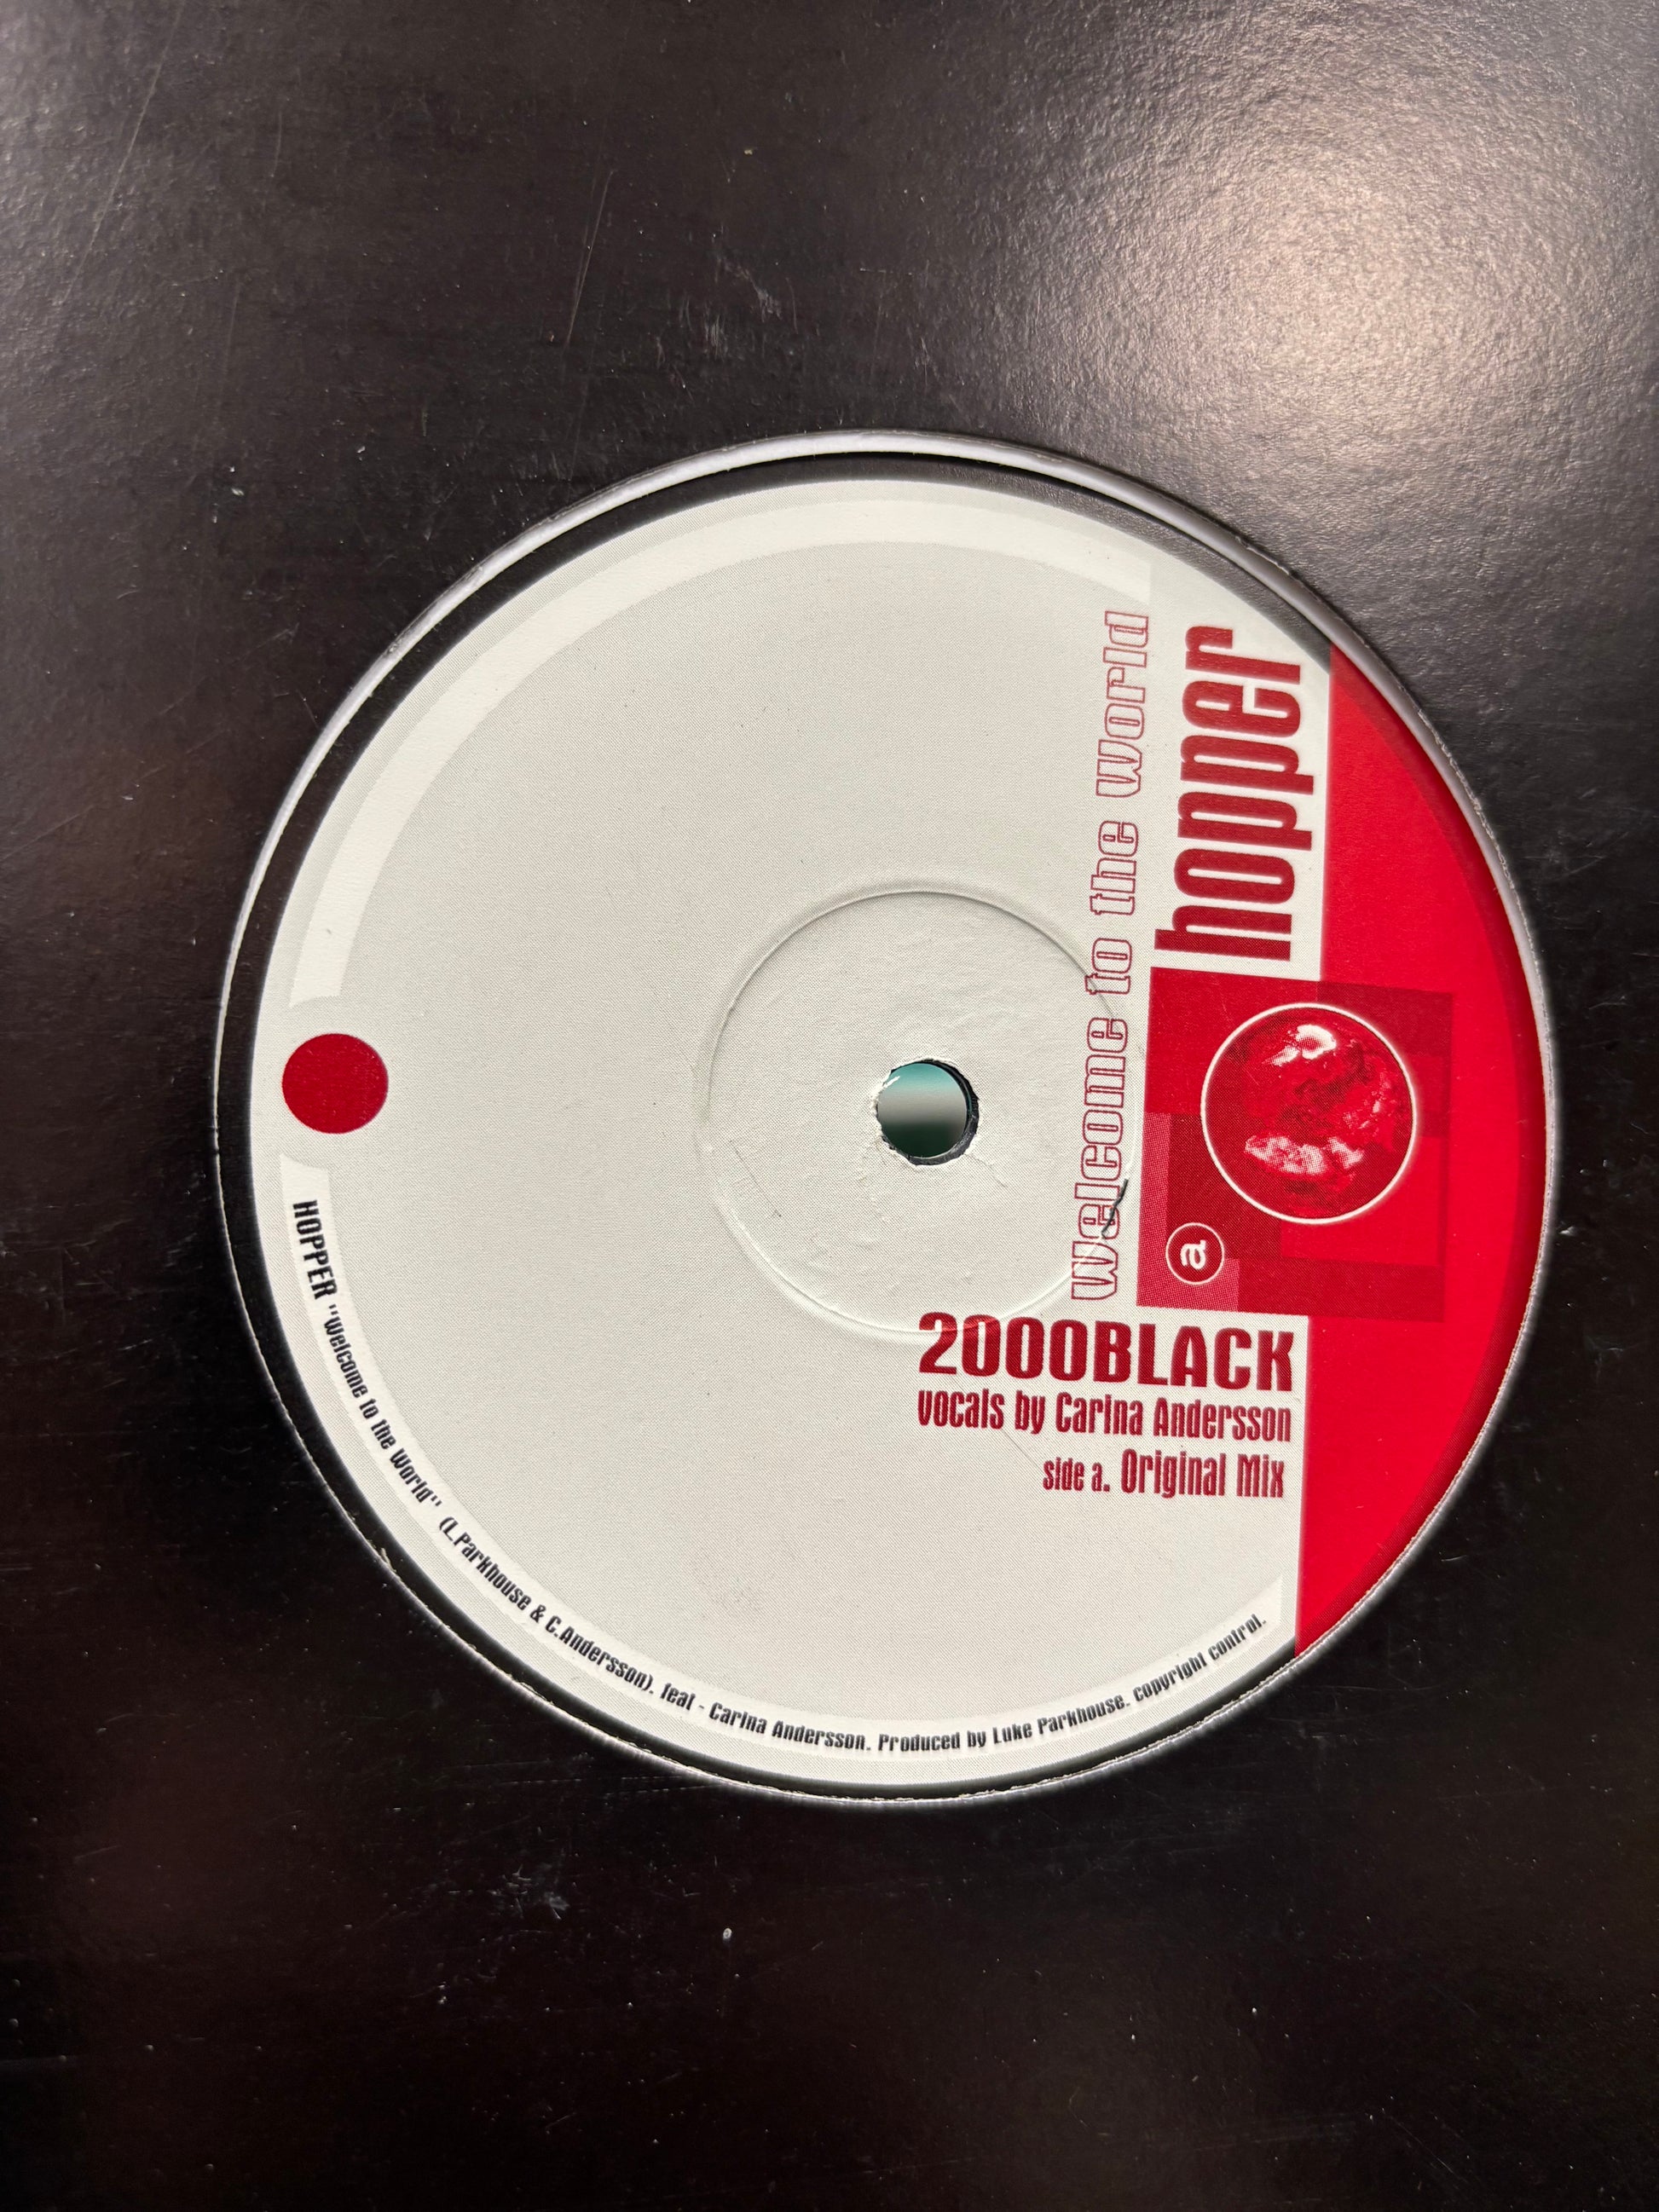 hopper
Welcome to the World
a
2000BLACK
vocals by Carina Andersson
side a. Original Mix
HOPPER "Welcome to the World" (L.Parkhouse & C.Andersson). feat - Carina Andersson. Produced by Luke Parkhouse. copyright control.